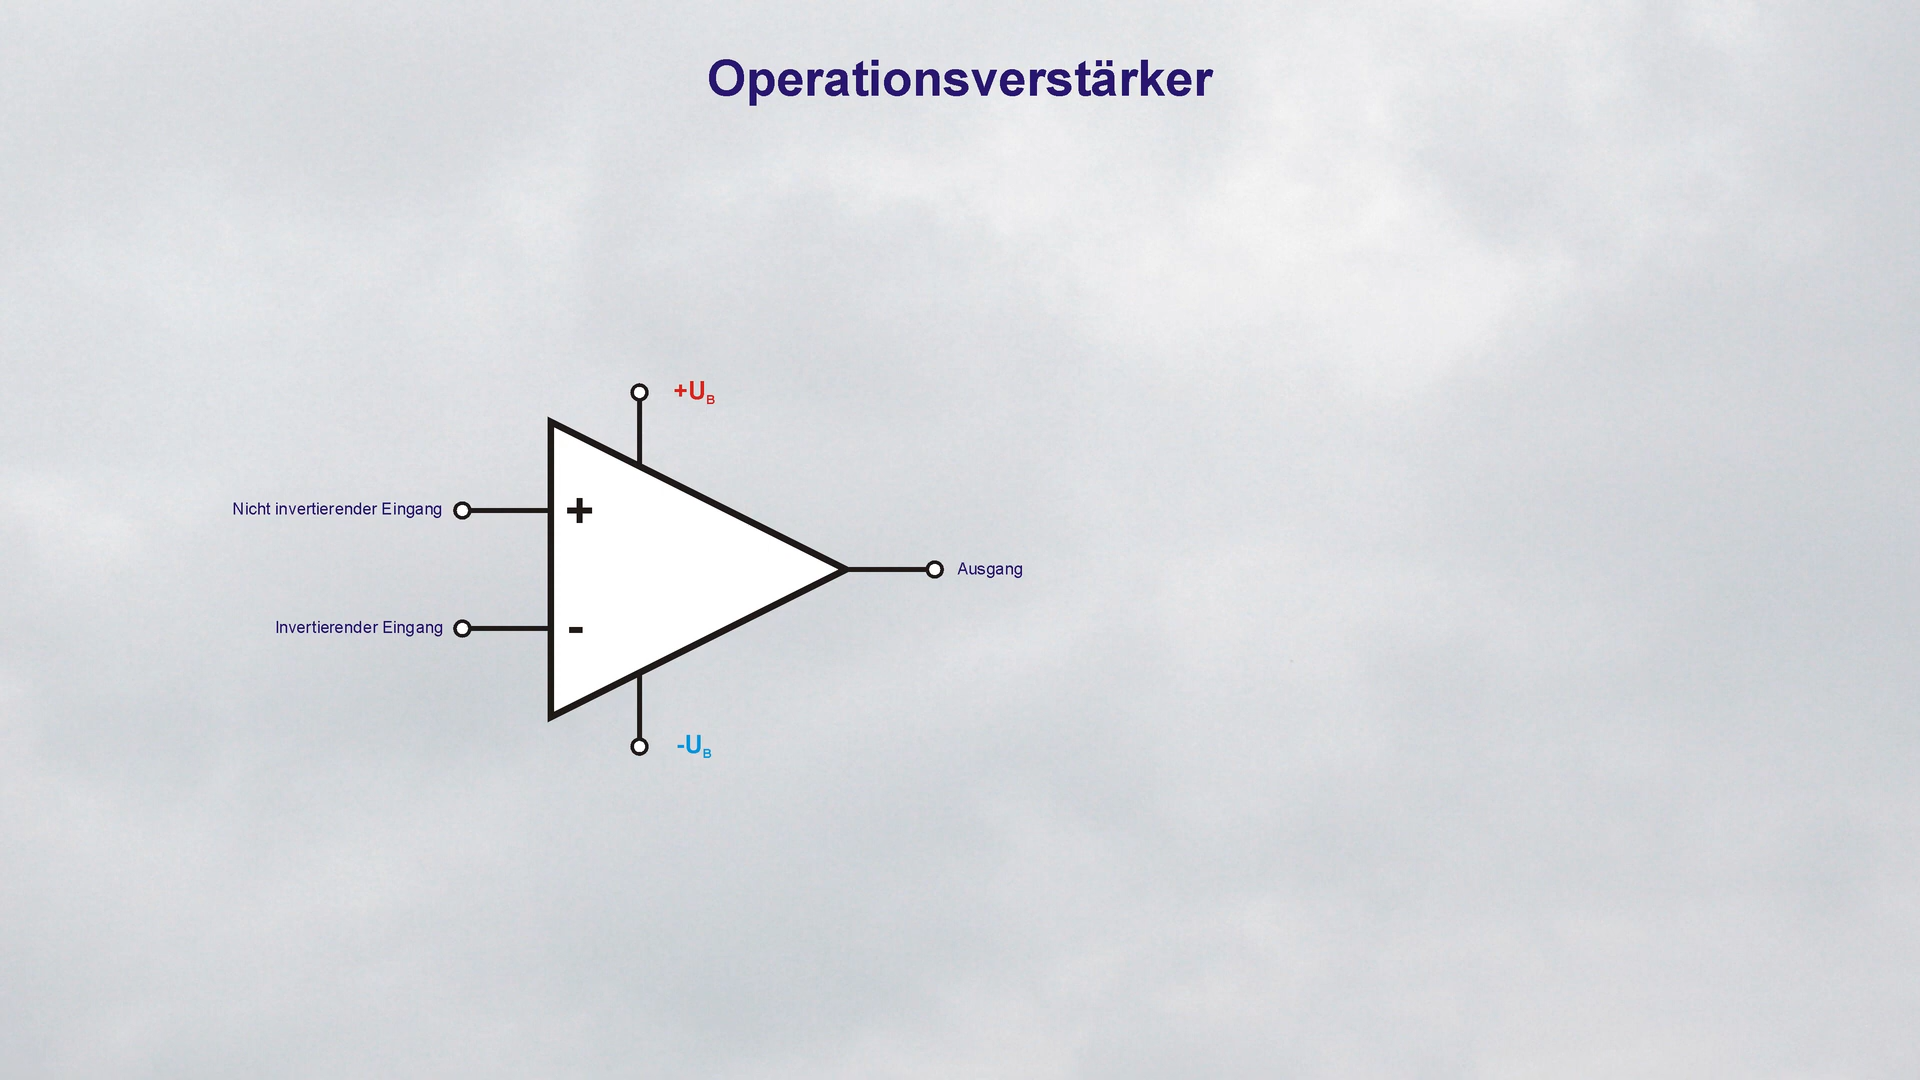 Operationsverstärker
+UB
Nicht invertierender Eingang
+
Ausgang
Invertierender Eingang
-
-UB